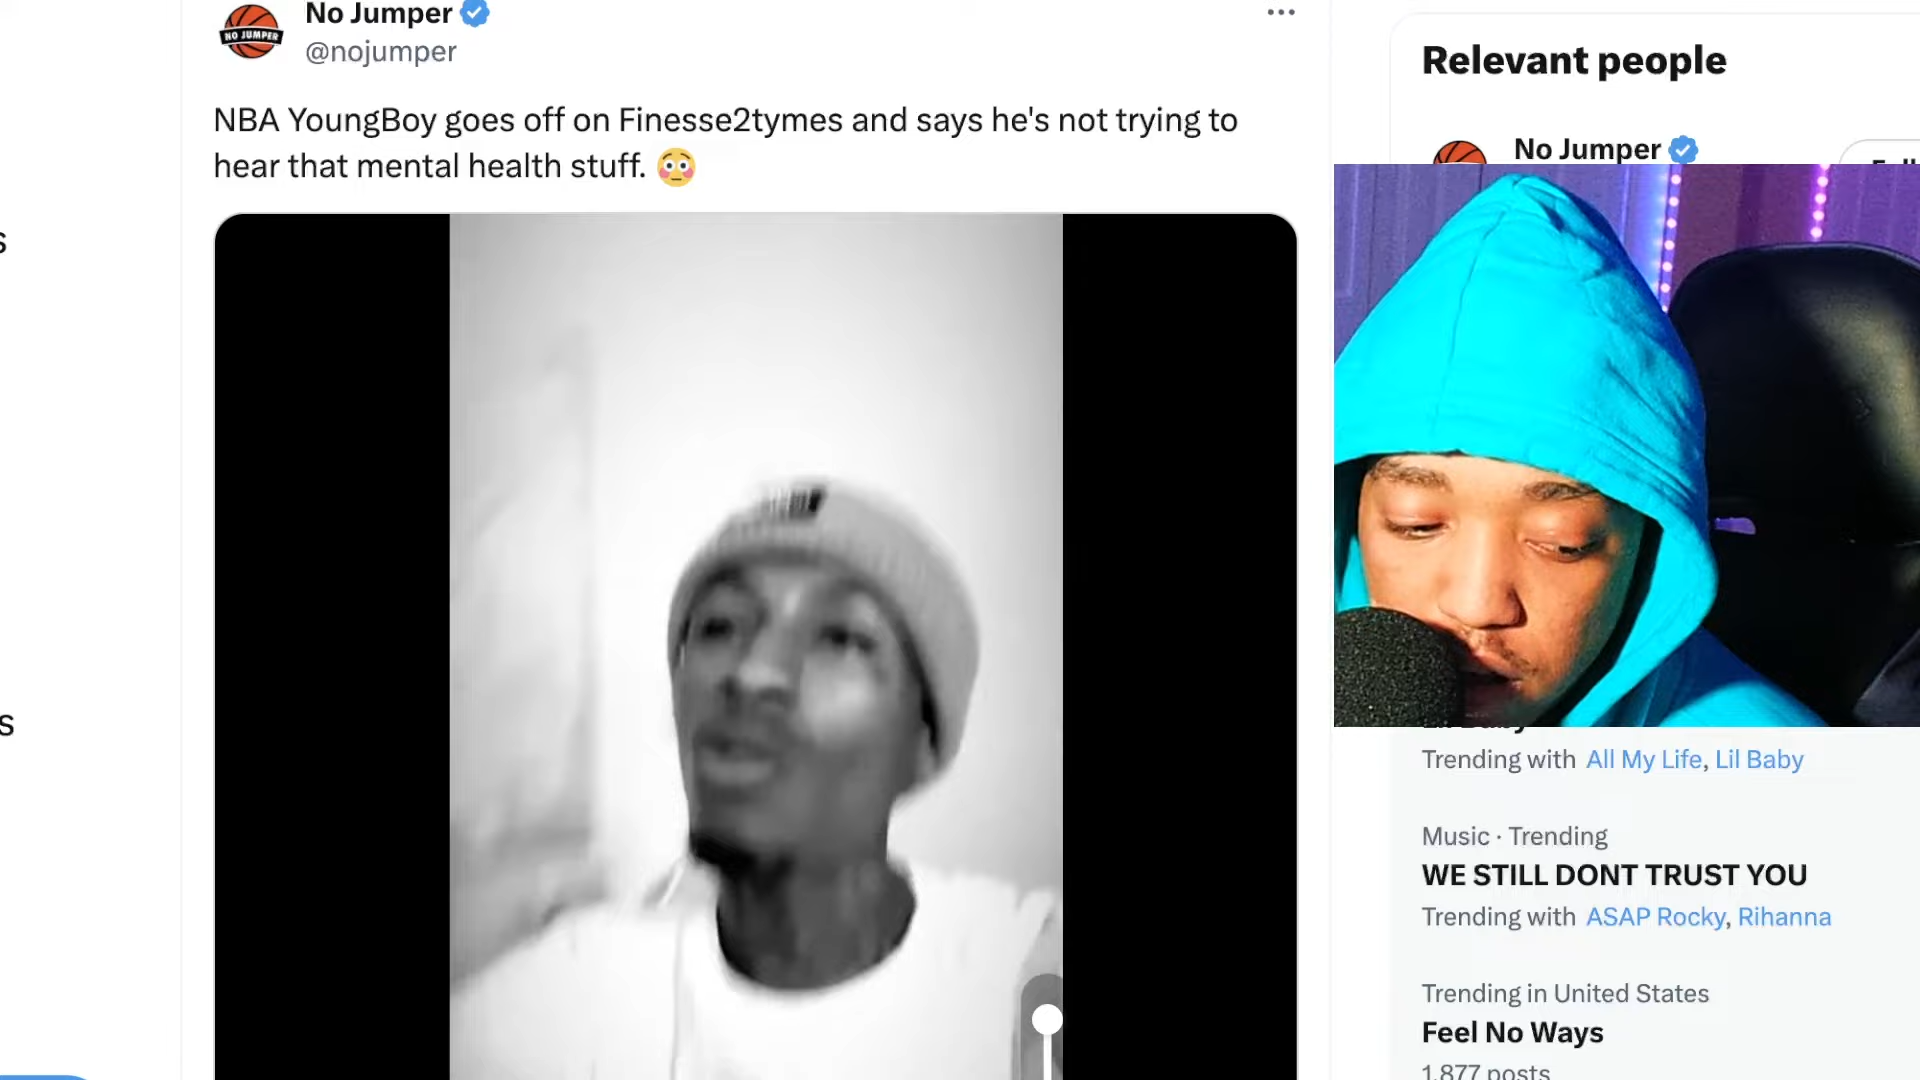 No Jumper
@nojumper
NO JUMPER
NBA YoungBoy goes off on Finesse2tymes and says he's not trying to
hear that mental health stuff. 😳
Relevant people
No Jumper
Trending with All My Life, Lil Baby
Music · Trending
WE STILL DONT TRUST YOU
Trending with ASAP Rocky, Rihanna
Trending in United States
Feel No Ways
1,877 posts